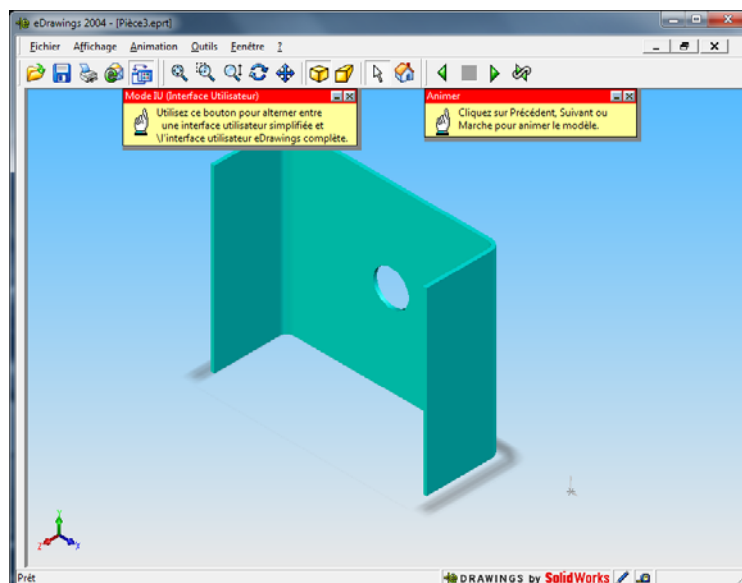 eDrawings 2004 - [Pièce3.eprt]
Fichier Affichage Animation Outils Fenêtre ?
Mode IU (Interface Utilisateur)
Utilisez ce bouton pour alterner entre
une interface utilisateur simplifiée et
\l'interface utilisateur eDrawings complète.
Animer
Cliquez sur Précédent, Suivant ou
Marche pour animer le modèle.
Y
Z
X
Prêt
DRAWINGS by SolidWorks